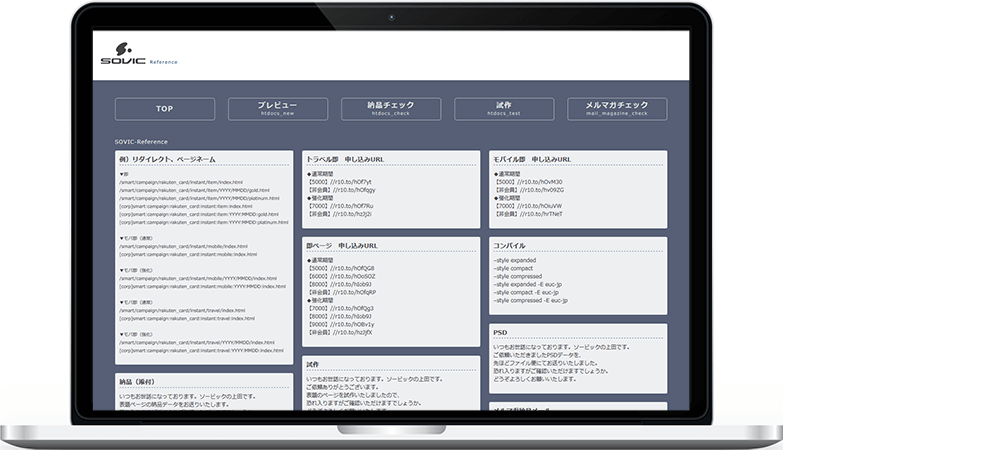 SOVIC Reference
TOP
プレビュー
htdocs_new
納品チェック
htdocs_check
試作
htdocs_test
メルマガチェック
mail_magazine_check
SOVIC-Reference
例）リダイレクト、ページネーム
▼即
/smart/campaign/rakuten_card/instant/item/index.html
/smart/campaign/rakuten_card/instant/item/YYYY/MMDD/gold.html
/smart/campaign/rakuten_card/instant/item/YYYY/MMDD/platinum.html
[corp]smart:campaign:rakuten_card:instant:item:index.html
[corp]smart:campaign:rakuten_card:instant:item:YYYY:MMDD:gold.html
[corp]smart:campaign:rakuten_card:instant:item:YYYY:MMDD:platinum.html
▼モバ即（通常）
/smart/campaign/rakuten_card/instant/mobile/index.html
[corp]smart:campaign:rakuten_card:instant:mobile:index.html
▼モバ即（強化）
/smart/campaign/rakuten_card/instant/mobile/YYYY/MMDD/index.html
[corp]smart:campaign:rakuten_card:instant:mobile:YYYY:MMDD:index.html
▼モバ即（通常）
/smart/campaign/rakuten_card/instant/travel/index.html
[corp]smart:campaign:rakuten_card:instant:travel:index.html
▼モバ即（強化）
/smart/campaign/rakuten_card/instant/travel/YYYY/MMDD/index.html
[corp]smart:campaign:rakuten_card:instant:travel:YYYY:MMDD:index.html
納品（添付）
いつもお世話になっております。ソービックの上田です。
表題ページの納品データをお送りいたします。
トラベル即　申し込みURL
◆通常期間
【5000】//r10.to/hOf7yt
【非会員】//r10.to/hOfqgy
◆強化期間
【7000】//r10.to/hOf7Ru
【非会員】//r10.to/hzJj2i
即ページ　申し込みURL
◆通常期間
【5000】//r10.to/hOfQG8
【6000】//r10.to/hOoSOZ
【8000】//r10.to/hIob9J
【非会員】//r10.to/hOfqRP
◆強化期間
【7000】//r10.to/hOfQg3
【8000】//r10.to/hIob9J
【9000】//r10.to/hOBv1y
【非会員】//r10.to/hzJjfX
試作
いつもお世話になっております。ソービックの上田です。
ご依頼ありがとうございます。
表題のページを試作いたしましたので、
恐れ入りますがご確認いただけますでしょうか。
モバイル即　申し込みURL
◆通常期間
【5000】//r10.to/hOvM30
【非会員】//r10.to/hv09ZG
◆強化期間
【7000】//r10.to/hOiuVW
【非会員】//r10.to/hrTNeT
コンパイル
--style expanded
--style compact
--style compressed
--style expanded -E euc-jp
--style compact -E euc-jp
--style compressed -E euc-jp
PSD
いつもお世話になっております。ソービックの上田です。
ご依頼いただきましたPSDデータを、
先ほどファイル便にてお送りいたしました。
恐れ入りますがご確認いただけますでしょうか。
どうぞよろしくお願いいたします。